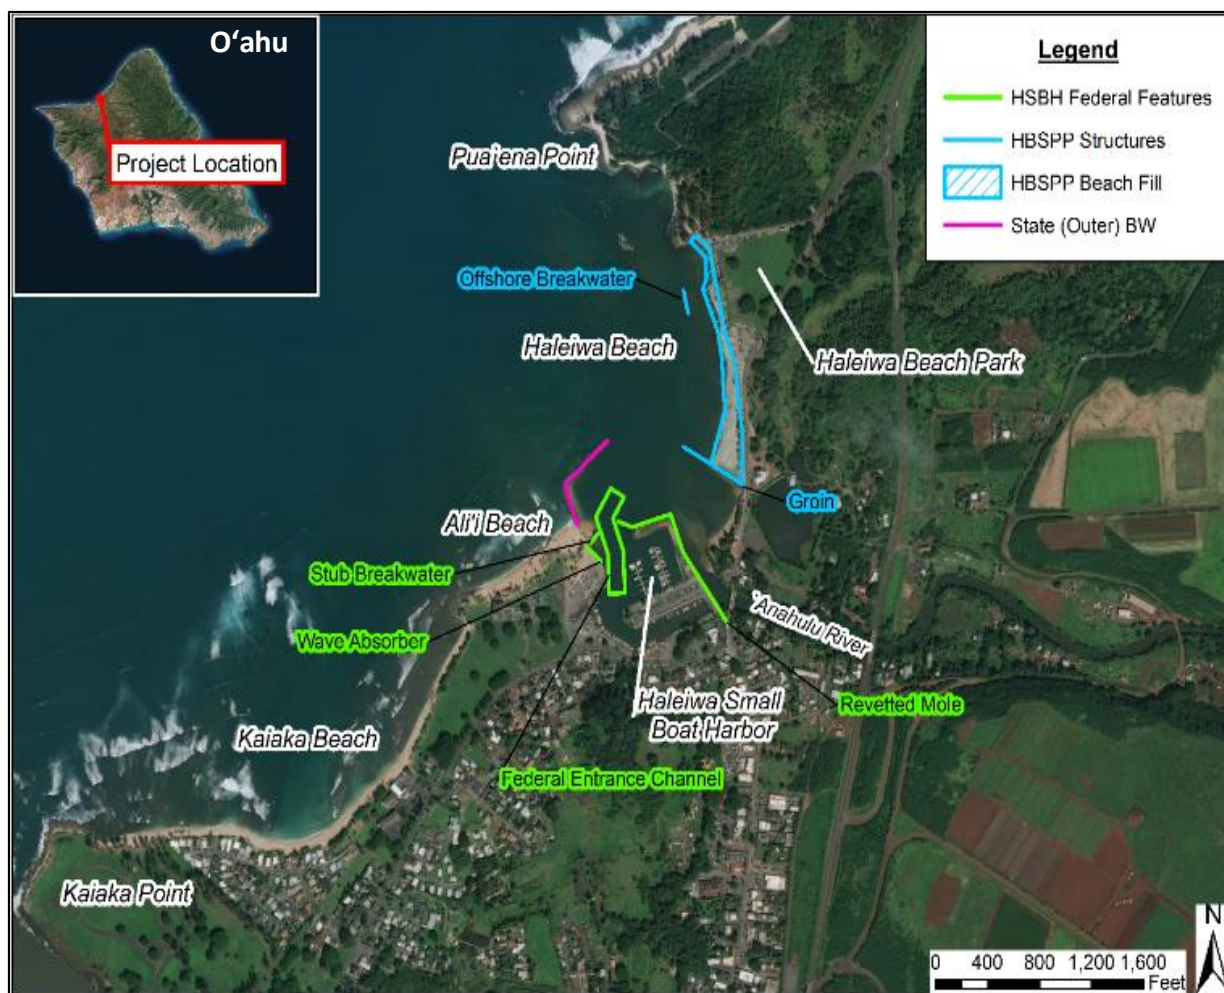 O‘ahu
Project Location
Legend
HSBH Federal Features
HBSPP Structures
HBSPP Beach Fill
State (Outer) BW
Pua'ena Point
Offshore Breakwater
Haleiwa Beach
Haleiwa Beach Park
Groin
Ali'i Beach
Stub Breakwater
Wave Absorber
'Anahulu River
Haleiwa Small
Boat Harbor
Revetted Mole
Kaiaka Beach
Federal Entrance Channel
Kaiaka Point
N
0 400 800 1,200 1,600
Feet